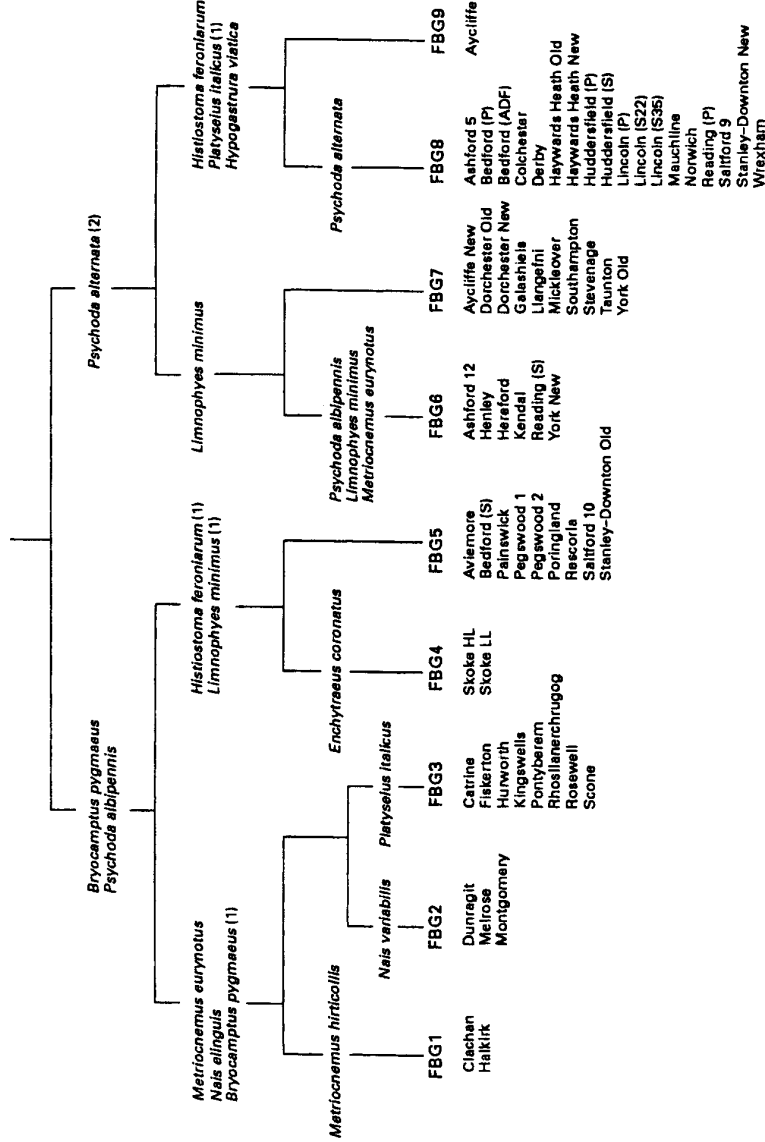 Bryocamptus pygmaeus
Psychoda albipennis
Psychoda alternata (2)
Metriocnemus eurynotus
Nais elinguis
Bryocamptus pygmaeus (1)
Histiostoma feroniarum (1)
Limnophyes minimus (1)
Limnophyes minimus
Histiostoma feroniarum
Platyseius italicus (1)
Hypogastrura viatica
Metriocnemus hirticollis
Nais variabilis
Platyseius italicus
Enchytraeus coronatus
Psychoda albipennis
Limnophyes minimus
Metriocnemus eurynotus
Psychoda alternata
FBG1
Clachan
Halkirk
FBG2
Dunragit
Melrose
Montgomery
FBG3
Catrine
Fiskerton
Hurworth
Kingswells
Pontyberem
Rhosllanerchrugog
Rosewell
Scone
FBG4
Skoke HL
Skoke LL
FBG5
Aviemore
Bedford (S)
Painswick
Pegswood 1
Pegswood 2
Poringland
Rescorla
Saltford 10
Stanley–Downton Old
FBG6
Ashford 12
Henley
Hereford
Kendal
Reading (S)
York New
FBG7
Aycliffe New
Dorchester Old
Dorchester New
Galashiels
Llangefni
Mickleover
Southampton
Stevenage
Taunton
York Old
FBG8
Ashford 5
Bedford (P)
Bedford (ADF)
Colchester
Derby
Haywards Heath Old
Haywards Heath New
Huddersfield (P)
Huddersfield (S)
Lincoln (P)
Lincoln (S22)
Lincoln (S35)
Mauchline
Norwich
Reading (P)
Saltford 9
Stanley–Downton New
Wrexham
FBG9
Aycliffe